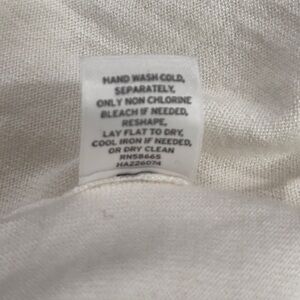 HAND WASH COLD,
SEPARATELY,
ONLY NON CHLORINE
BLEACH IF NEEDED,
RESHAPE,
LAY FLAT TO DRY,
COOL IRON IF NEEDED,
OR DRY CLEAN
RN58665
HA226074